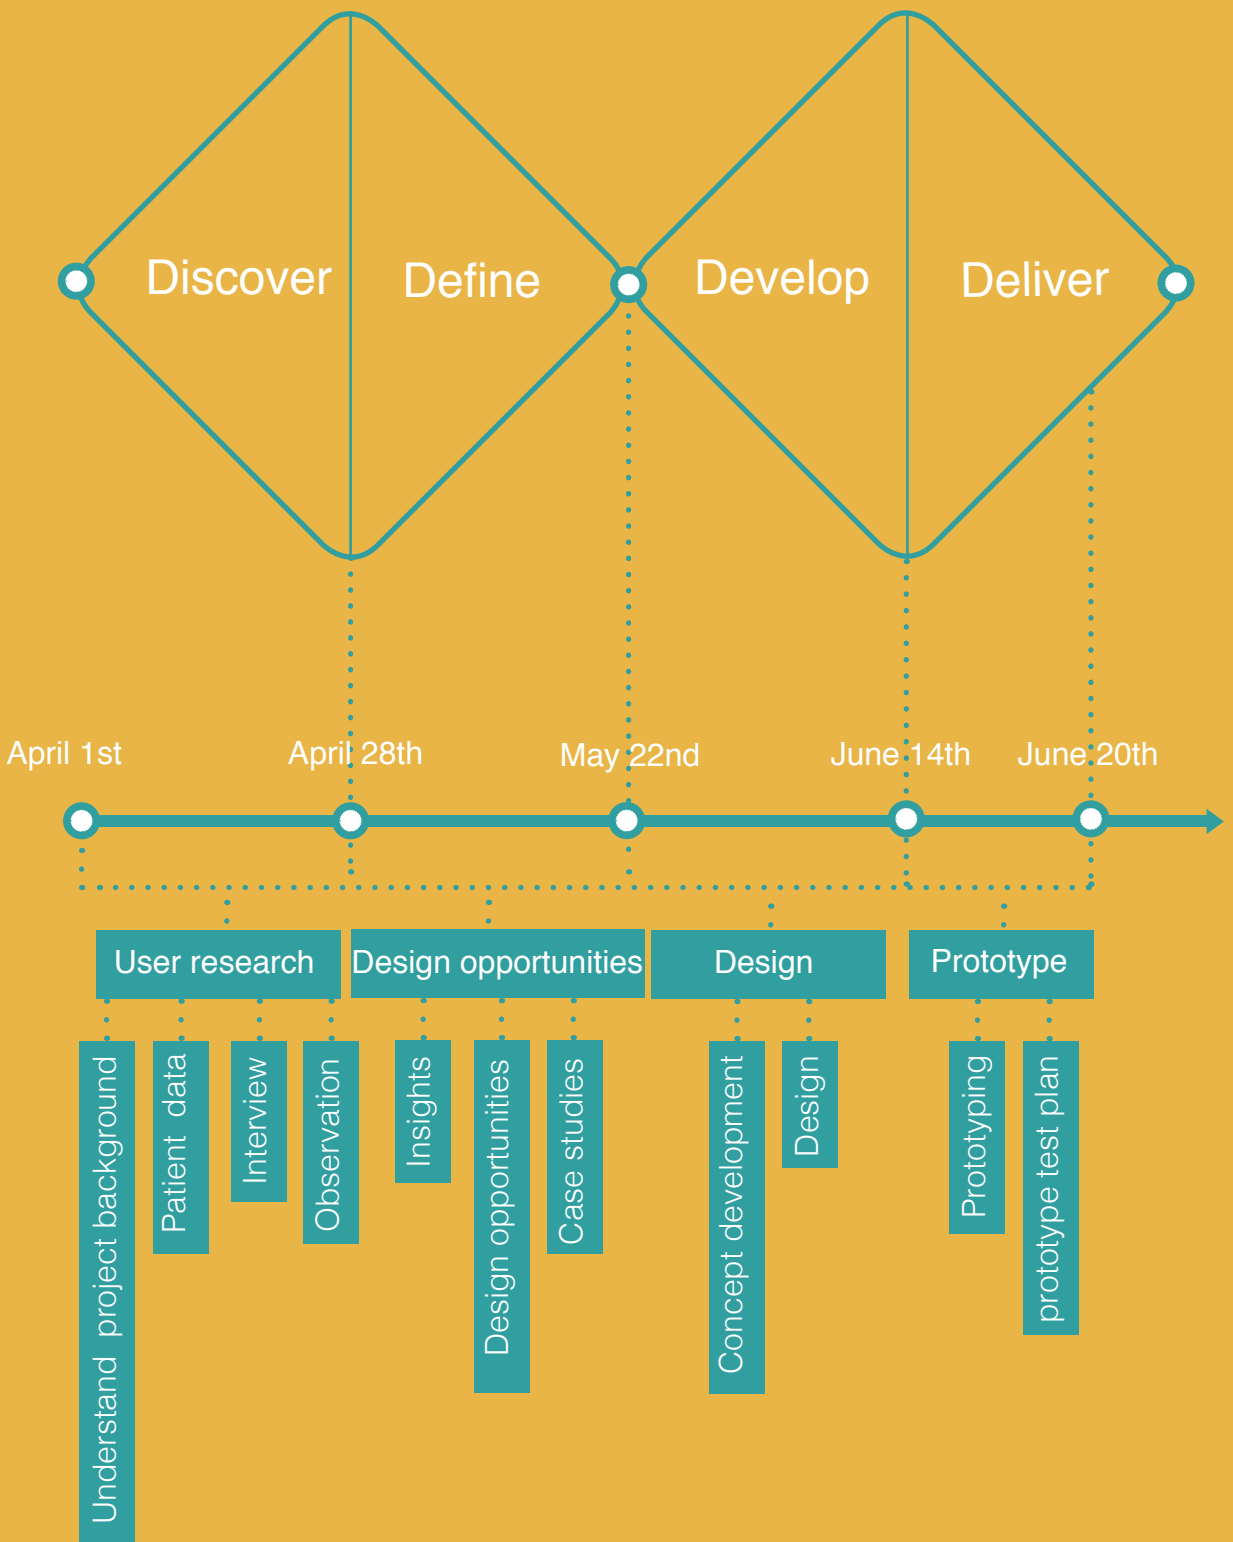 Discover
Define
Develop
Deliver
April 1st
April 28th
May 22nd
June 14th
June 20th
User research
Design opportunities
Design
Prototype
Understand project background
Patient data
Interview
Observation
Insights
Design opportunities
Case studies
Concept development
Design
Prototyping
prototype test plan